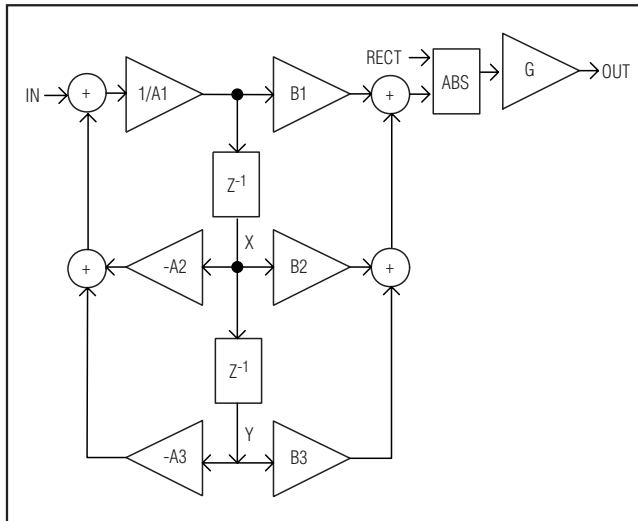 RECT
G
IN
+
1/A1
B1
+
ABS
OUT
Z-1
X
+
-A2
B2
+
Z-1
Y
-A3
B3